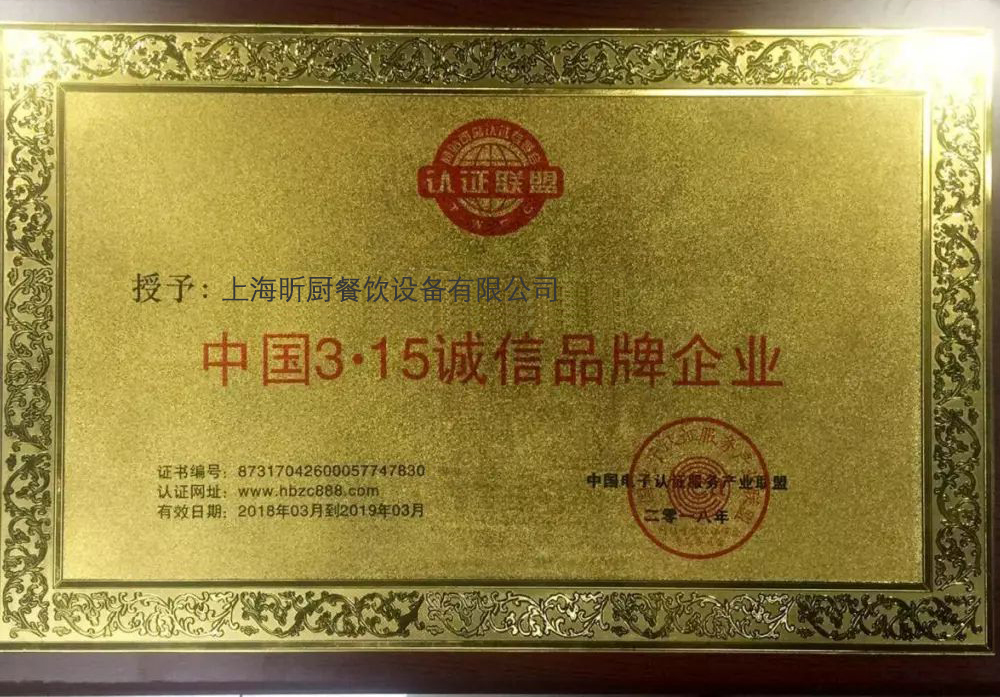 认证联盟
授予：上海昕厨餐饮设备有限公司
中国3·15诚信品牌企业
证书编号：87317042600057747830
认证网址：www.hbzc888.com
有效日期：2018年03月到2019年03月
中国电子认证服务产业联盟
二零一八年